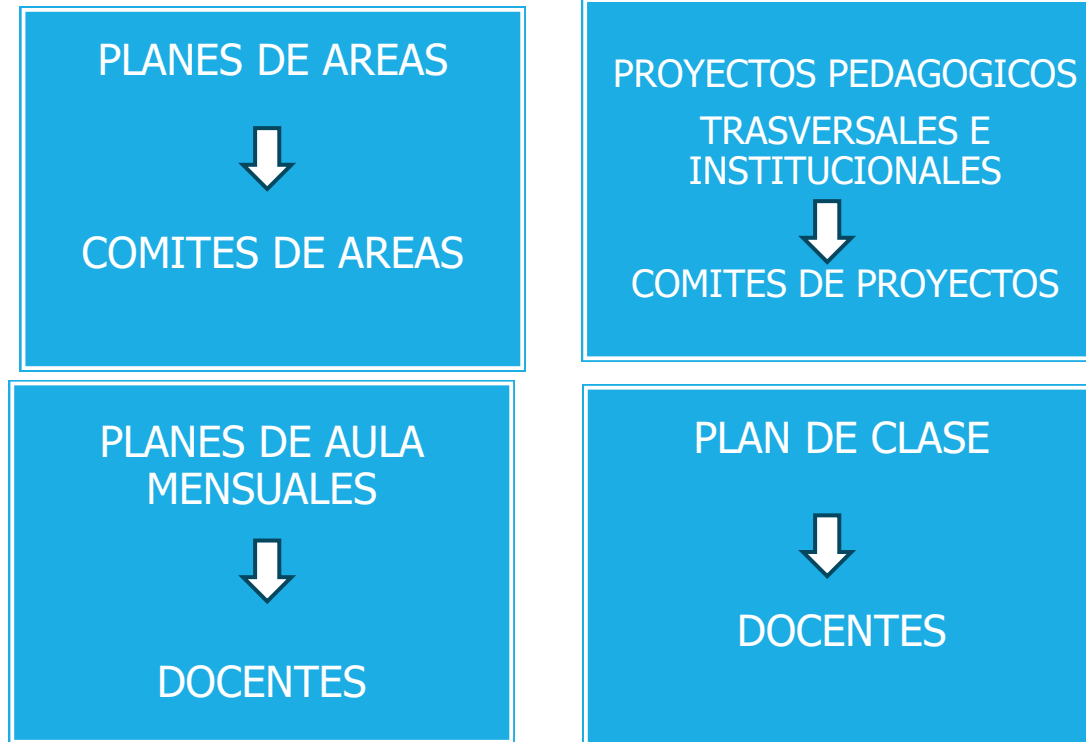 PLANES DE AREAS
COMITES DE AREAS
PROYECTOS PEDAGOGICOS
TRASVERSALES E
INSTITUCIONALES
COMITES DE PROYECTOS
PLANES DE AULA
MENSUALES
DOCENTES
PLAN DE CLASE
DOCENTES